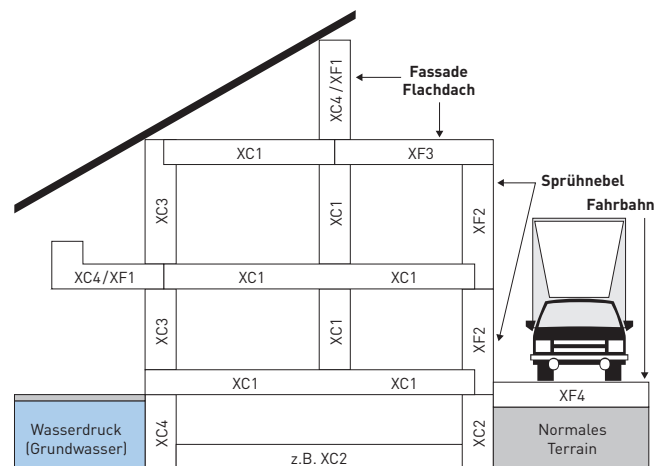 XC4/XF1
Fassade
Flachdach
XC1
XF3
XC3
XC1
XF2
Sprühnebel
Fahrbahn
XC4/XF1
XC1
XC1
XC3
XC1
XF2
XC1
XC1
XF4
Wasserdruck
(Grundwasser)
XC4
XC2
Normales
Terrain
z.B. XC2